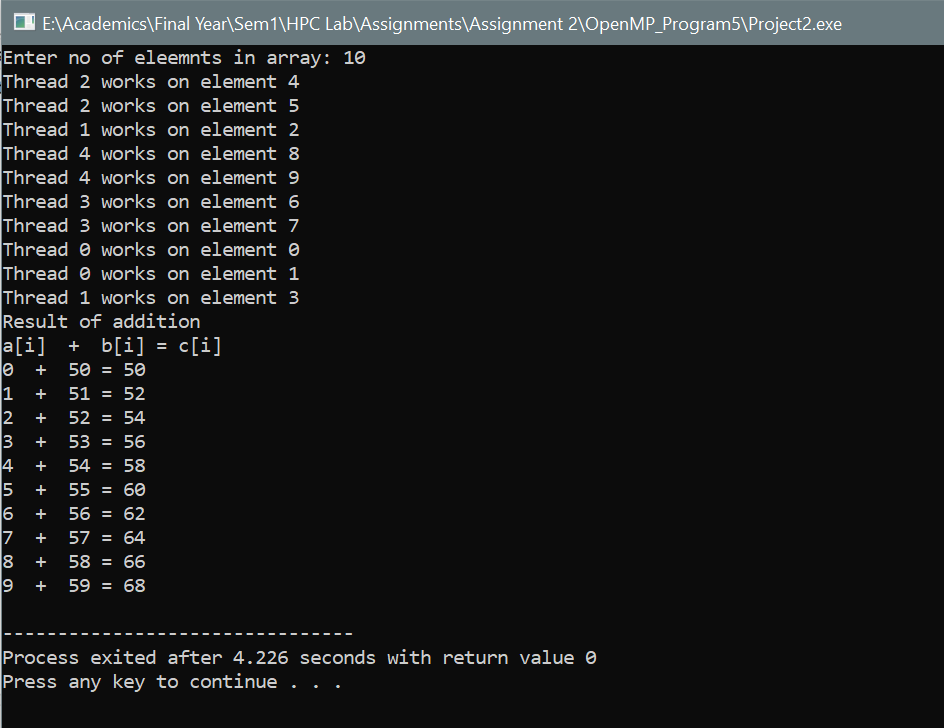 E:\Academics\Final Year\Sem1\HPC Lab\Assignments\Assignment 2\OpenMP_Program5\Project2.exe
Enter no of eleemnts in array: 10
Thread 2 works on element 4
Thread 2 works on element 5
Thread 1 works on element 2
Thread 4 works on element 8
Thread 4 works on element 9
Thread 3 works on element 6
Thread 3 works on element 7
Thread 0 works on element 0
Thread 0 works on element 1
Thread 1 works on element 3
Result of addition
a[i]  +  b[i] = c[i]
0  +  50 = 50
1  +  51 = 52
2  +  52 = 54
3  +  53 = 56
4  +  54 = 58
5  +  55 = 60
6  +  56 = 62
7  +  57 = 64
8  +  58 = 66
9  +  59 = 68
--------------------------------
Process exited after 4.226 seconds with return value 0
Press any key to continue . . .